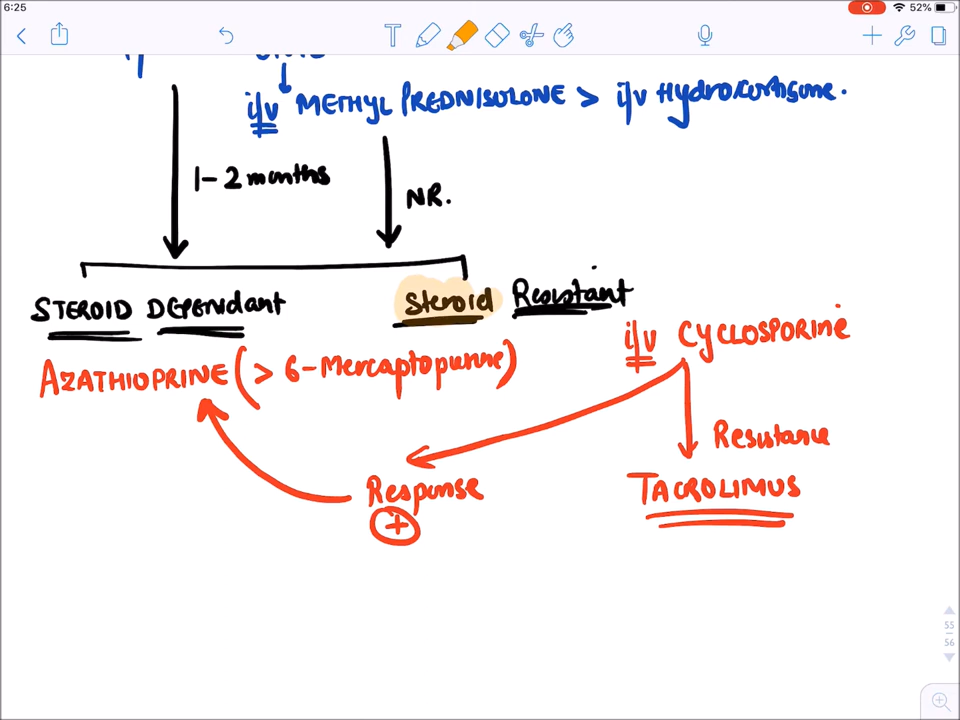 6:25
52%
T
i/v METHYL PREDNISOLONE > i/v Hydrocortisone.
1-2 months
NR.
STEROID DEPENDANT
Steroid Resistant
i/v CYCLOSPORINE
AZATHIOPRINE (> 6-Mercaptopurine)
Resistance
Response
TACROLIMUS
+
55
56